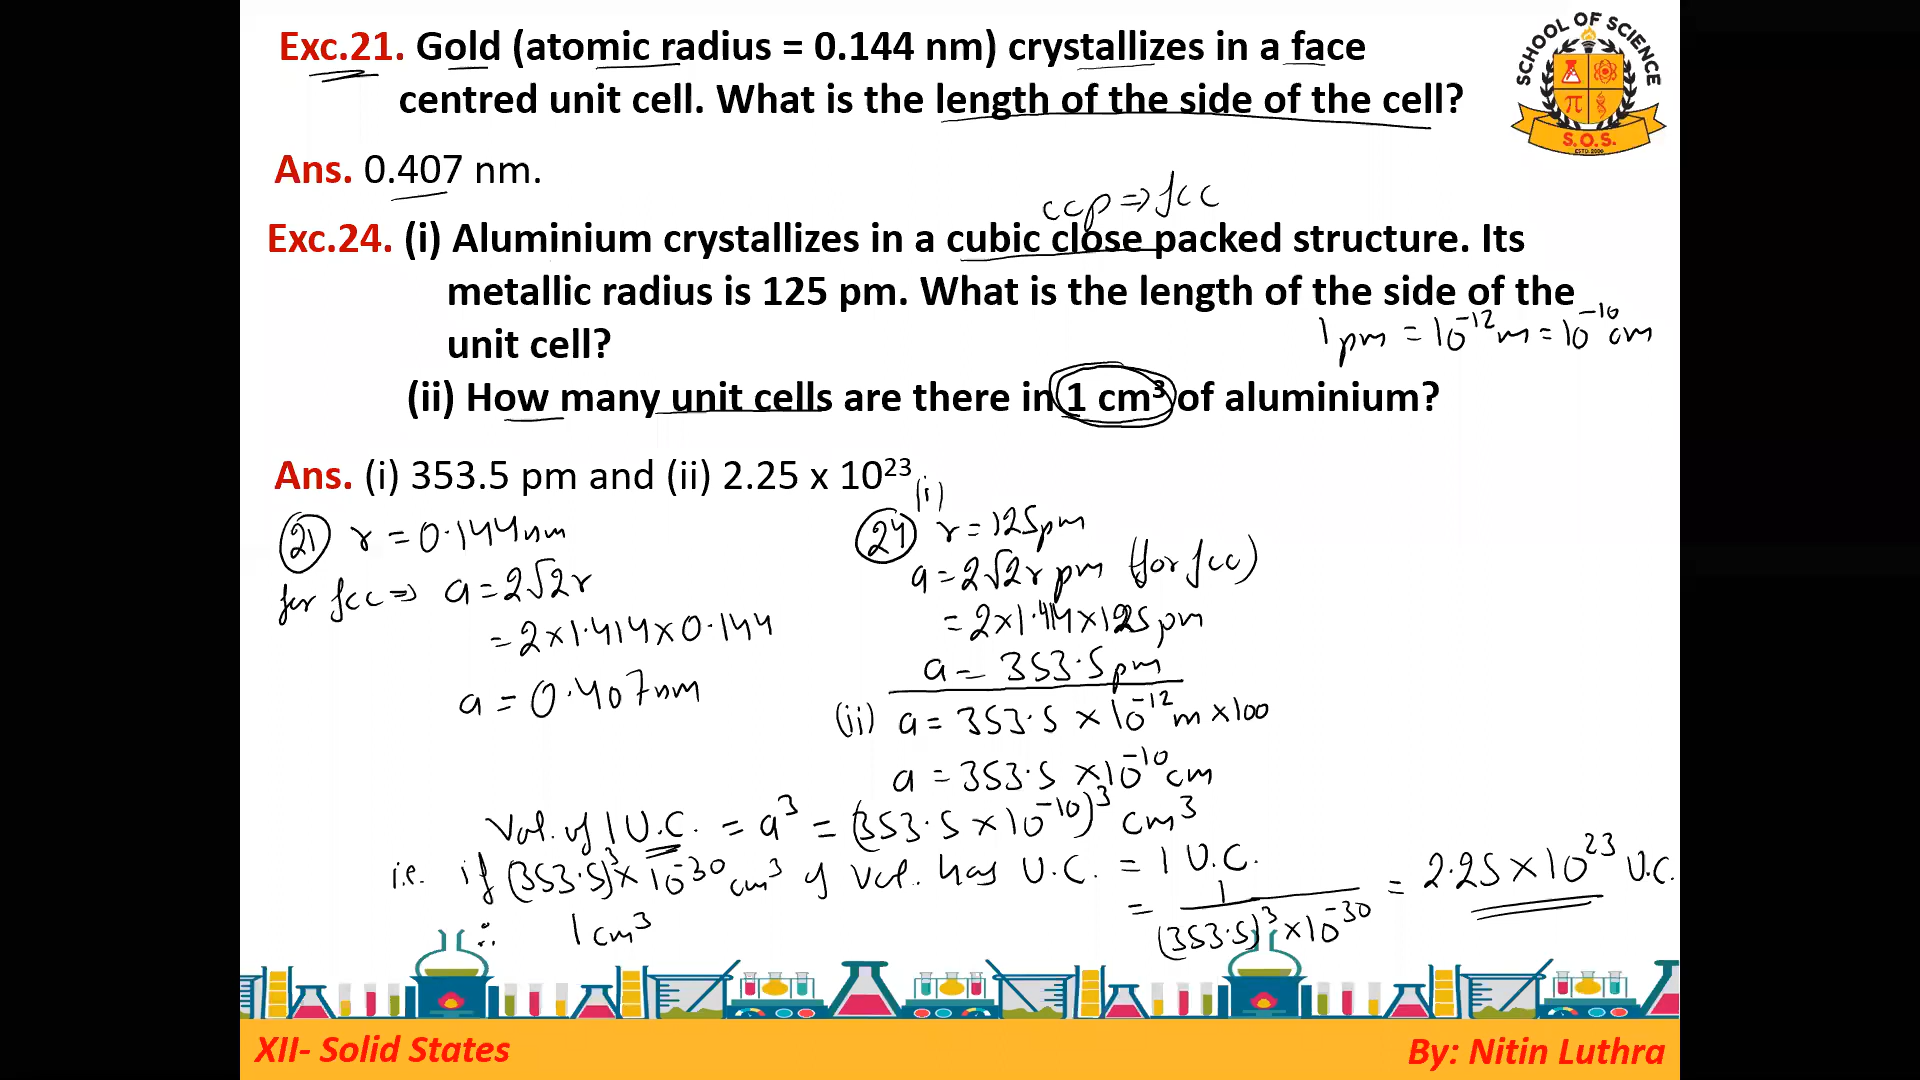 Exc.21. Gold (atomic radius = 0.144 nm) crystallizes in a face
centred unit cell. What is the length of the side of the cell?
SCHOOL OF SCIENCE
π
S.O.S.
ESTD.2006
Ans. 0.407 nm.
ccp ⇒ fcc
Exc.24. (i) Aluminium crystallizes in a cubic close packed structure. Its
metallic radius is 125 pm. What is the length of the side of the
unit cell?
1 pm = 10⁻¹² m = 10⁻¹⁰ cm
(ii) How many unit cells are there in 1 cm³ of aluminium?
Ans. (i) 353.5 pm and (ii) 2.25 x 10²³
21 r = 0.144 nm
for fcc ⇒ a = 2√2 r
= 2×1.414×0.144
a = 0.407 nm
24 (i) r = 125 pm
a = 2√2 r pm (for fcc)
= 2×1.414×125 pm
a = 353.5 pm
(ii) a = 353.5 × 10⁻¹² m × 100
a = 353.5 × 10⁻¹⁰ cm
Vol. of 1 U.C. = a³ = (353.5 × 10⁻¹⁰)³ cm³
i.e. if (353.5)³ × 10⁻³⁰ cm³ of Vol. has U.C. = 1 U.C.
∴ 1 cm³ = 1/((353.5)³ × 10⁻³⁰) = 2.25 × 10²³ U.C.
XII- Solid States
By: Nitin Luthra